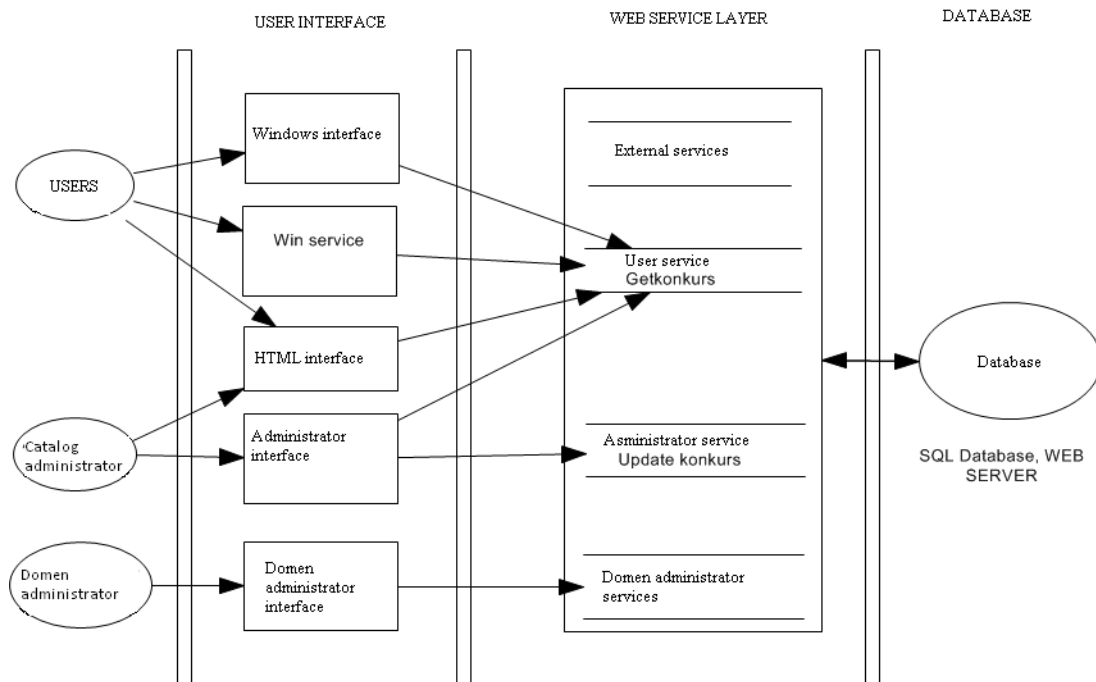 USER INTERFACE
WEB SERVICE LAYER
DATABASE
Windows interface
External services
USERS
Win service
User service
Getkonkurs
HTML interface
Database
Catalog
administrator
Administrator
interface
Asministrator service
Update konkurs
SQL Database, WEB
SERVER
Domen
administrator
Domen
administrator
interface
Domen administrator
services